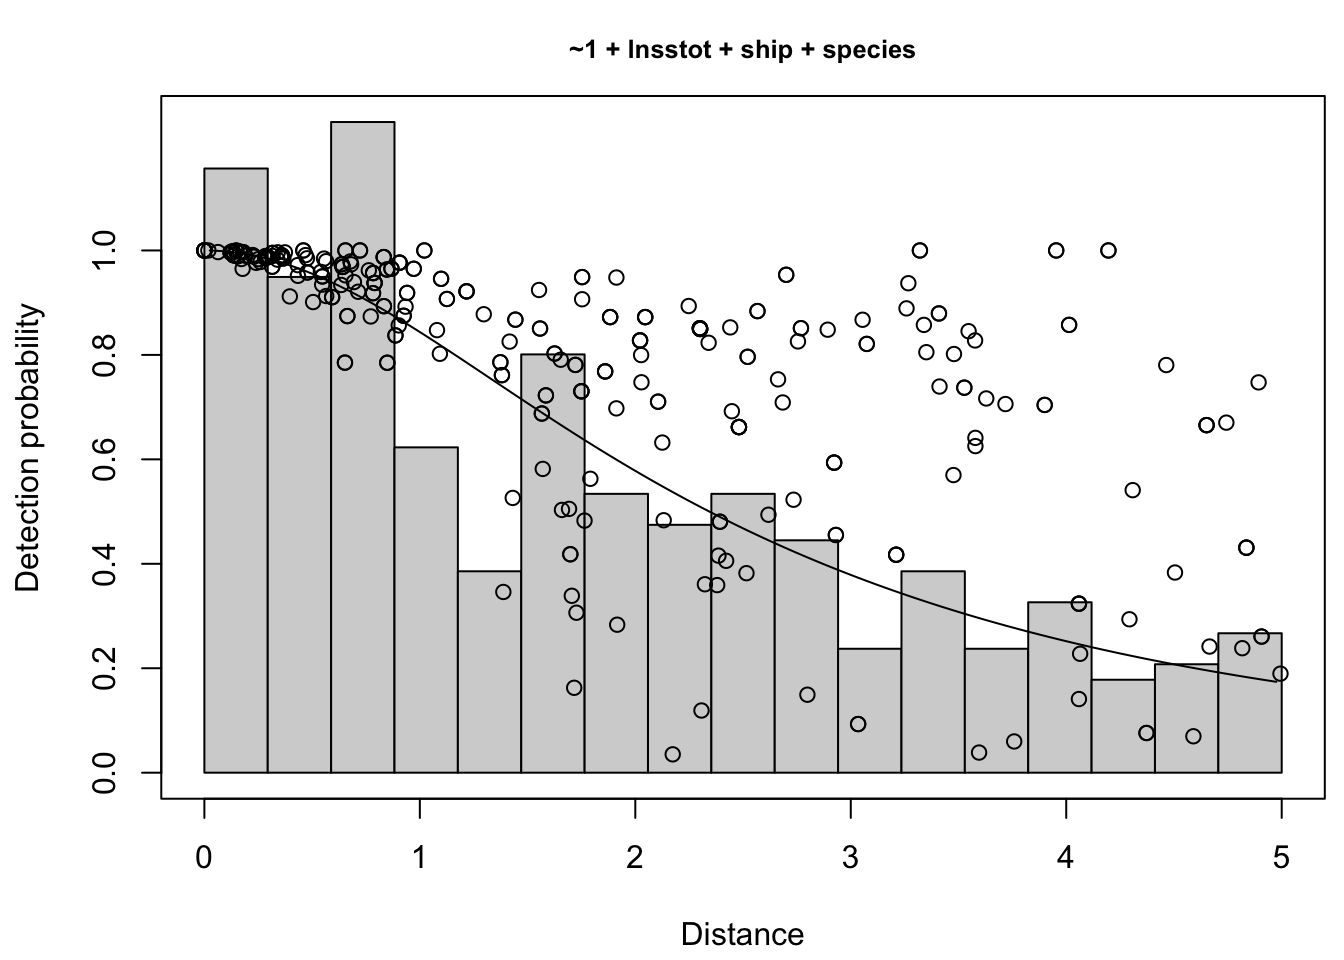 ~1 + lnsstot + ship + species
Detection probability
1.0
0.8
0.6
0.4
0.2
0.0
0 1 2 3 4 5
Distance